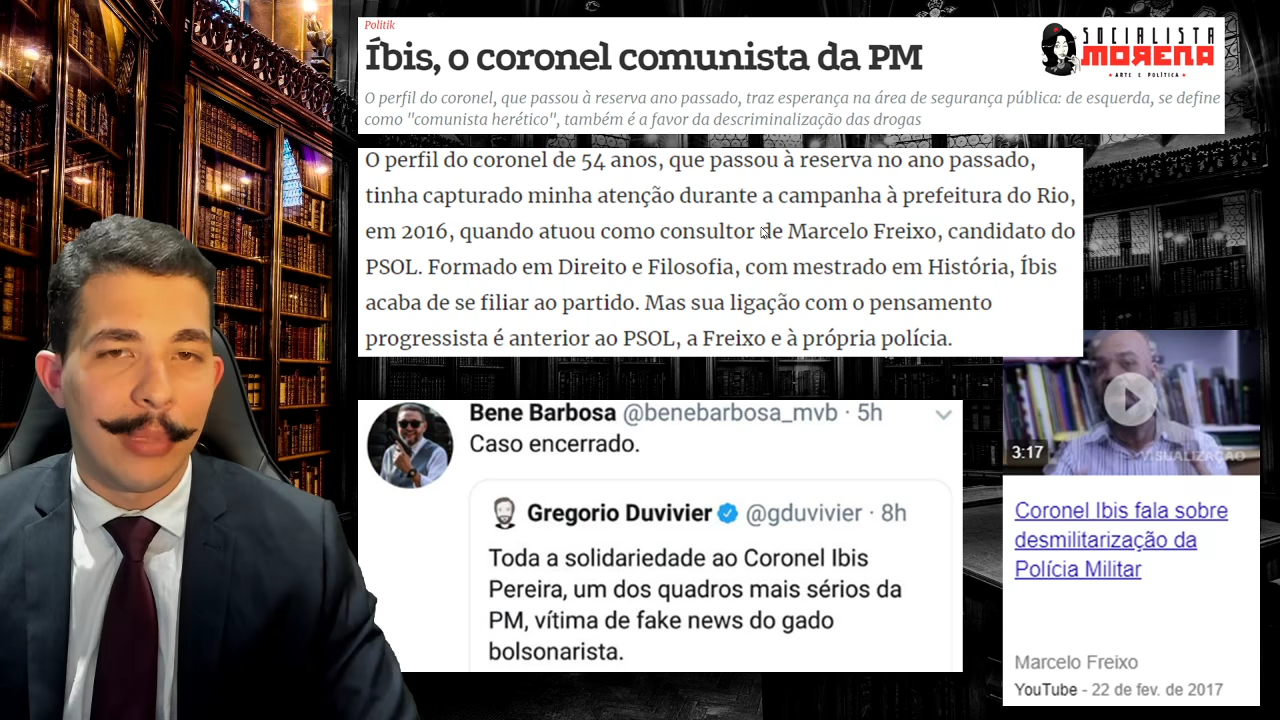 Politik
Íbis, o coronel comunista da PM
SOCIALISTA
MORENA
• ARTE E POLÍTICA •
O perfil do coronel, que passou à reserva ano passado, traz esperança na área de segurança pública: de esquerda, se define
como "comunista herético", também é a favor da descriminalização das drogas
O perfil do coronel de 54 anos, que passou à reserva no ano passado,
tinha capturado minha atenção durante a campanha à prefeitura do Rio,
em 2016, quando atuou como consultor de Marcelo Freixo, candidato do
PSOL. Formado em Direito e Filosofia, com mestrado em História, Íbis
acaba de se filiar ao partido. Mas sua ligação com o pensamento
progressista é anterior ao PSOL, a Freixo e à própria polícia.
Bene Barbosa @benebarbosa_mvb · 5h
Caso encerrado.
Gregorio Duvivier @gduvivier · 8h
Toda a solidariedade ao Coronel Ibis
Pereira, um dos quadros mais sérios da
PM, vítima de fake news do gado
bolsonarista.
3:17
VISUALIZAÇÃO
Coronel Ibis fala sobre
desmilitarização da
Polícia Militar
Marcelo Freixo
YouTube - 22 de fev. de 2017